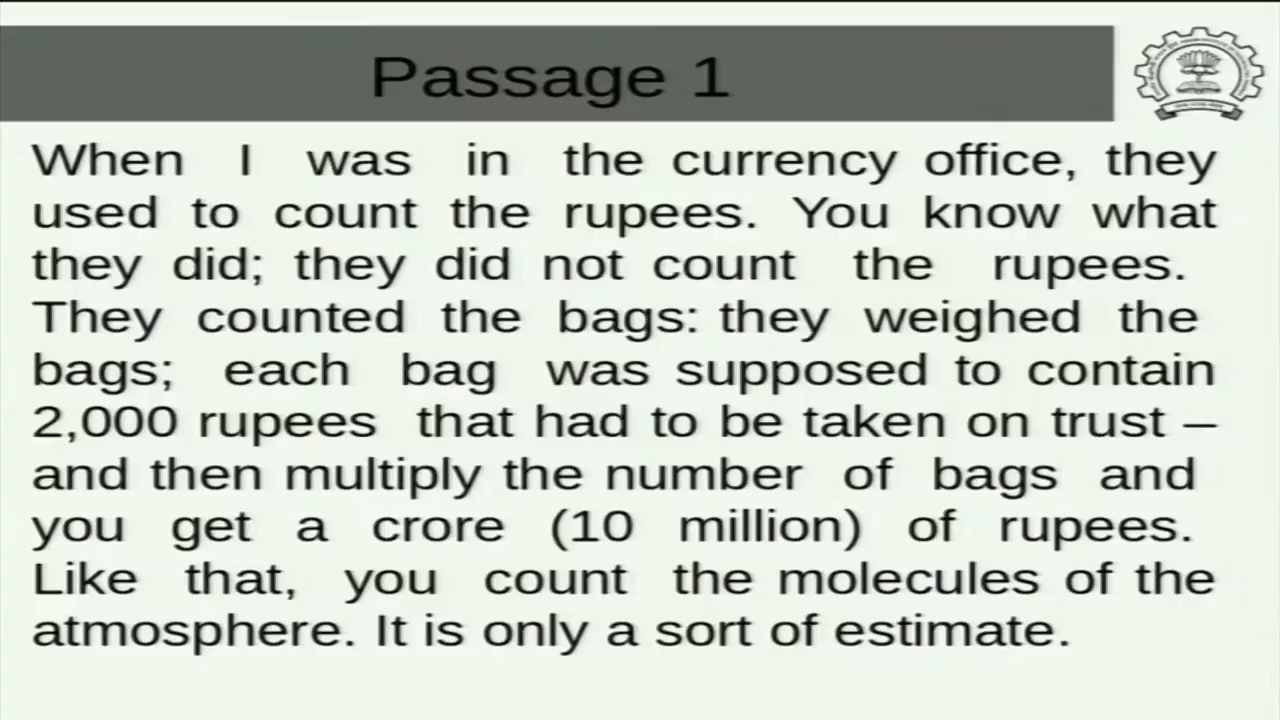 Passage 1
When I was in the currency office, they
used to count the rupees. You know what
they did; they did not count the rupees.
They counted the bags: they weighed the
bags; each bag was supposed to contain
2,000 rupees that had to be taken on trust –
and then multiply the number of bags and
you get a crore (10 million) of rupees.
Like that, you count the molecules of the
atmosphere. It is only a sort of estimate.